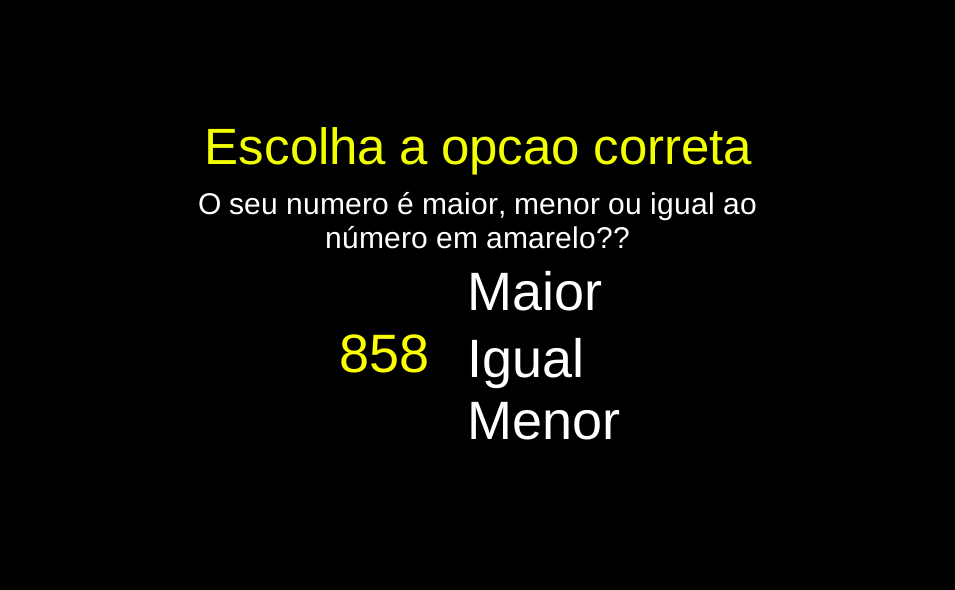 Escolha a opcao correta
O seu numero é maior, menor ou igual ao
número em amarelo??
Maior
858
Igual
Menor